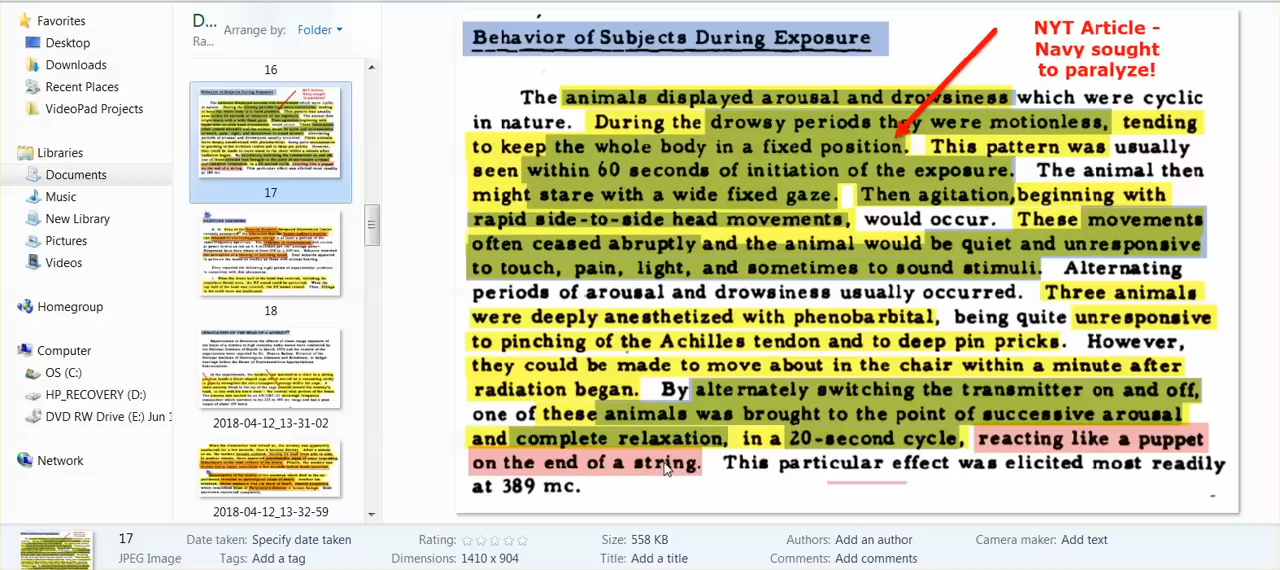 Favorites
Desktop
Downloads
Recent Places
VideoPad Projects
Libraries
Documents
Music
New Library
Pictures
Videos
Homegroup
Computer
OS (C:)
HP_RECOVERY (D:)
DVD RW Drive (E:) Jun 1
Network
D...
Ra...
Arrange by: Folder
16
17
18
2018-04-12_13-31-02
2018-04-12_13-32-59
Behavior of Subjects During Exposure
NYT Article -
Navy sought
to paralyze!
The animals displayed arousal and drowsiness which were cyclic
in nature. During the drowsy periods they were motionless, tending
to keep the whole body in a fixed position. This pattern was usually
seen within 60 seconds of initiation of the exposure. The animal then
might stare with a wide fixed gaze. Then agitation, beginning with
rapid side-to-side head movements, would occur. These movements
often ceased abruptly and the animal would be quiet and unresponsive
to touch, pain, light, and sometimes to sound stimuli. Alternating
periods of arousal and drowsiness usually occurred. Three animals
were deeply anesthetized with phenobarbital, being quite unresponsive
to pinching of the Achilles tendon and to deep pin pricks. However,
they could be made to move about in the chair within a minute after
radiation began. By alternately switching the transmitter on and off,
one of these animals was brought to the point of successive arousal
and complete relaxation, in a 20-second cycle, reacting like a puppet
on the end of a string. This particular effect was elicited most readily
at 389 mc.
17
JPEG Image
Date taken: Specify date taken
Tags: Add a tag
Rating:
Dimensions: 1410 x 904
Size: 558 KB
Title: Add a title
Authors: Add an author
Comments: Add comments
Camera maker: Add text